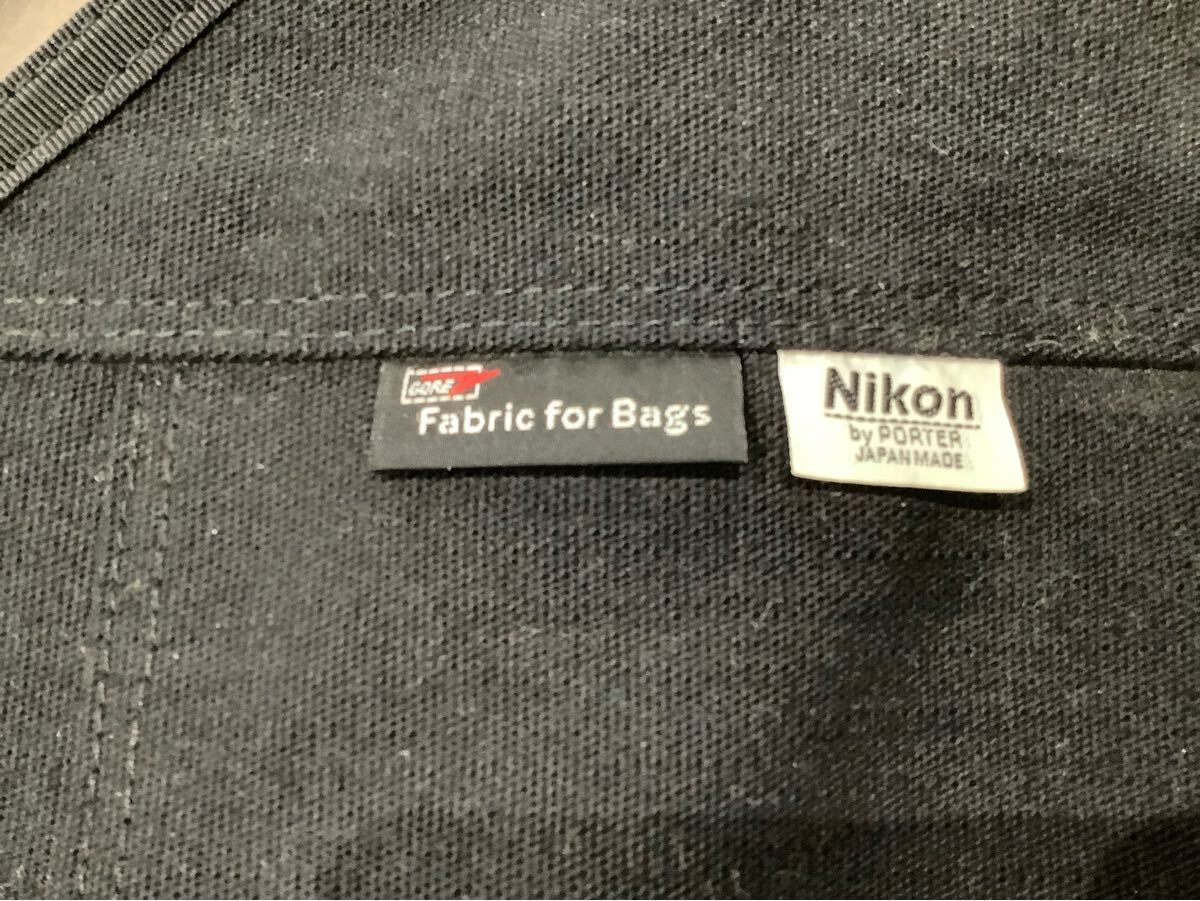 GORE
Fabric for Bags
Nikon
by PORTER
JAPAN MADE